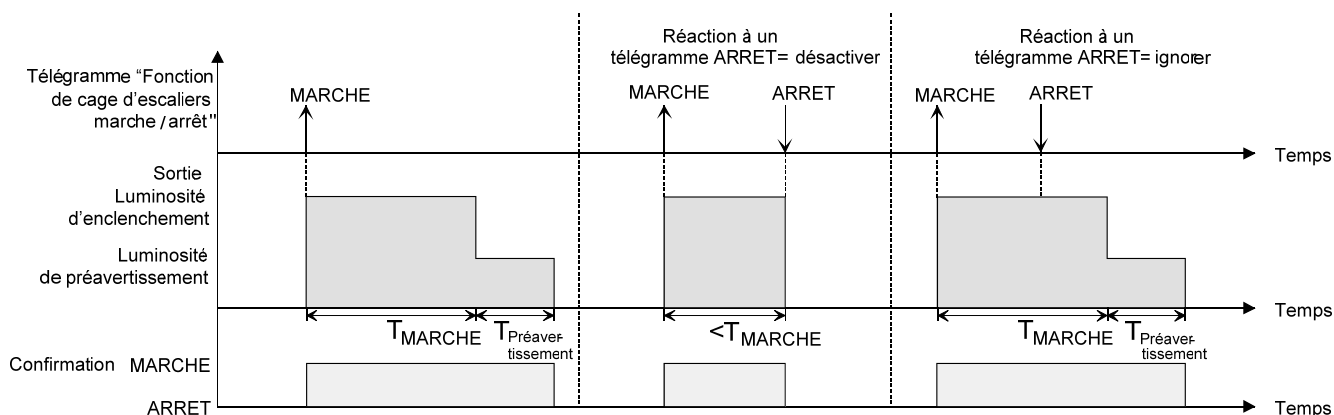 Réaction à un
télégramme ARRET= désactiver
Réaction à un
télégramme ARRET= ignorer
Télégramme “Fonction
de cage d’escaliers
marche / arrêt"
MARCHE
MARCHE
ARRET
MARCHE
ARRET
Temps
Sortie
Luminosité
d’enclenchement
Luminosité
de préavertissement
Temps
TMARCHE
TPréaver-
tissement
<TMARCHE
TMARCHE
TPréaver-
tissement
Confirmation MARCHE
ARRET
Temps